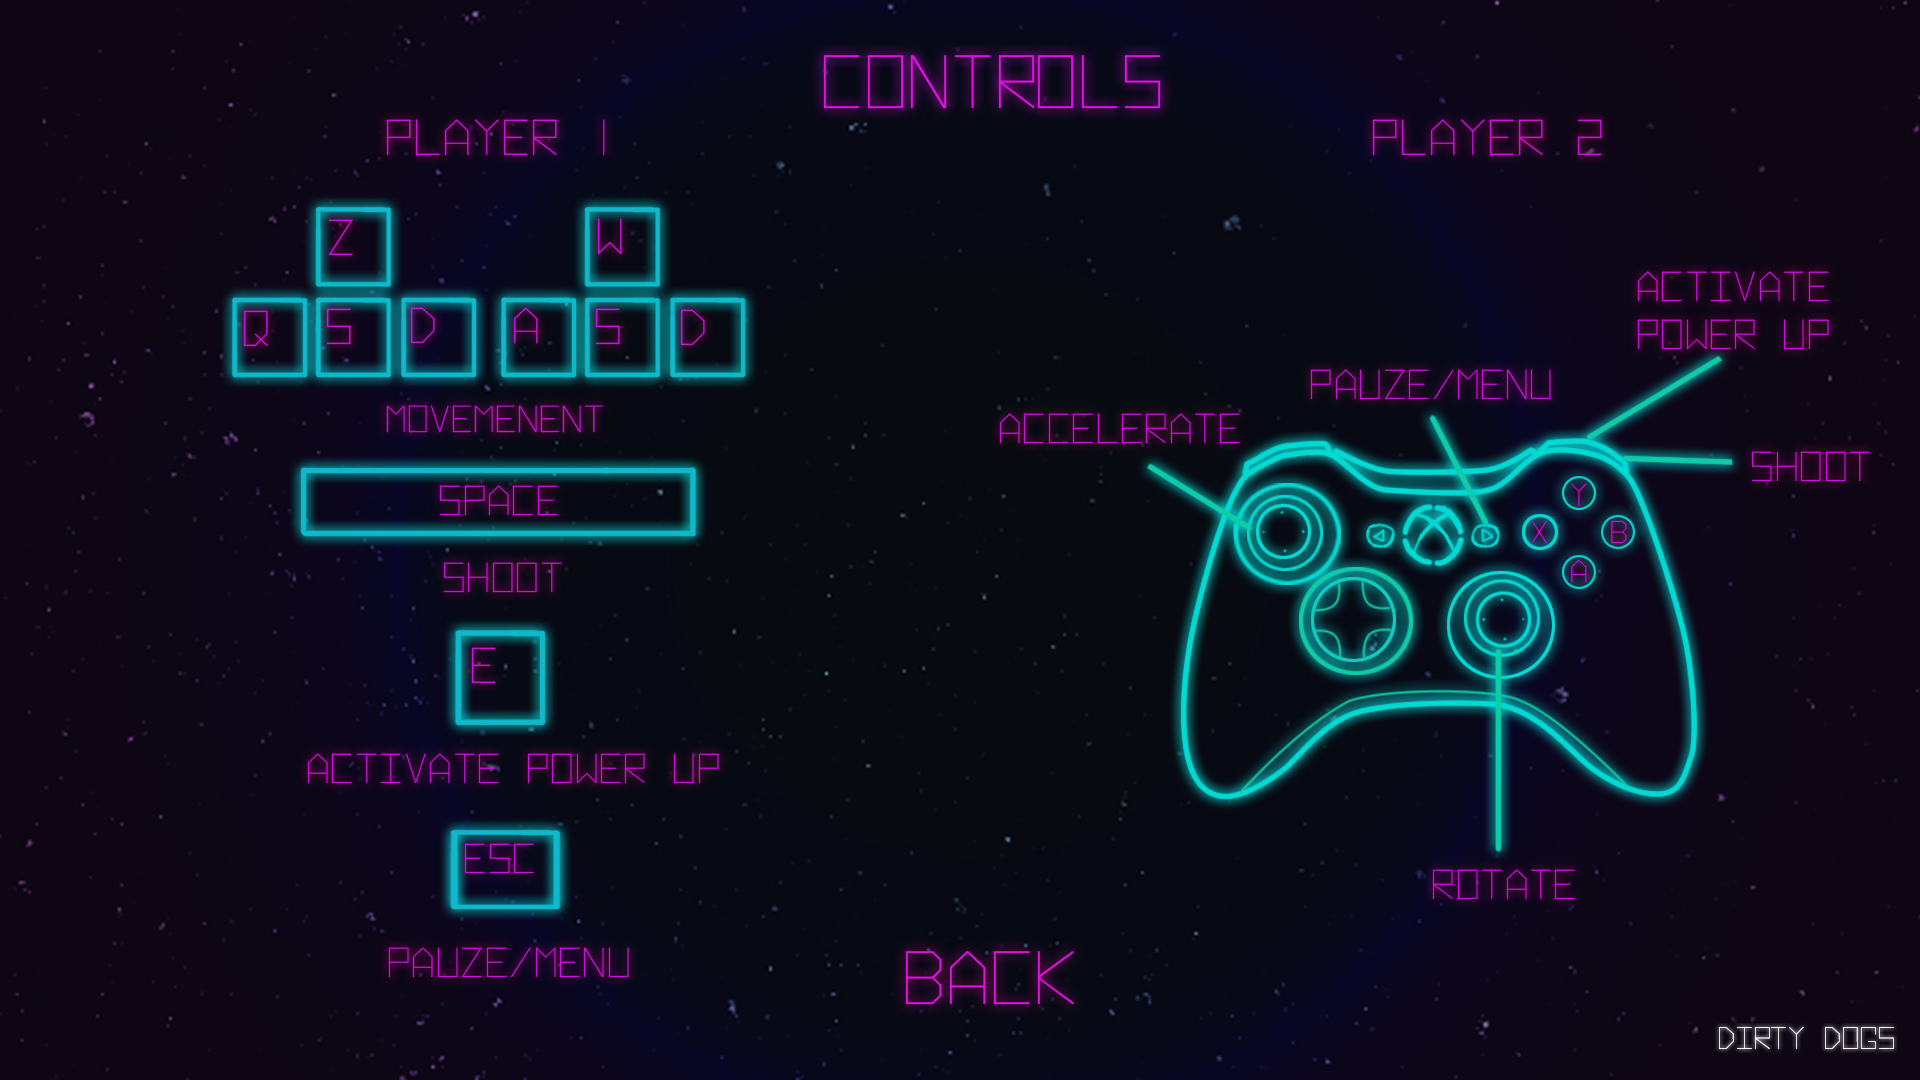 CONTROLS
PLAYER 1
Z
W
Q S D A S D
MOVEMENENT
SPACE
SHOOT
E
ACTIVATE POWER UP
ESC
PAUZE/MENU
PLAYER 2
ACTIVATE
POWER UP
PAUZE/MENU
ACCELERATE
SHOOT
Y
X
B
A
ROTATE
BACK
DIRTY DOGS